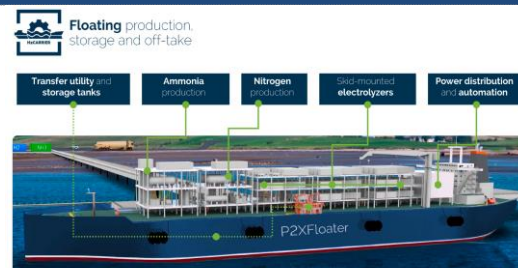 Floating production,
storage and off-take
H2CARRIER
Transfer utility and
storage tanks
Ammonia
production
Nitrogen
production
Skid-mounted
electrolyzers
Power distribution
and automation
P2XFloater